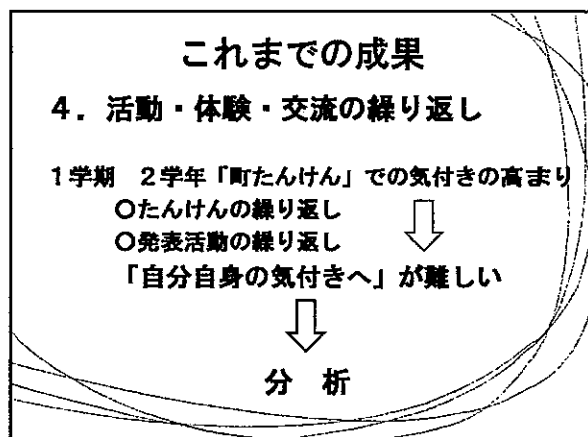 これまでの成果
４．活動・体験・交流の繰り返し
１学期　２学年「町たんけん」での気付きの高まり
○たんけんの繰り返し
○発表活動の繰り返し
「自分自身の気付きへ」が難しい
分　析